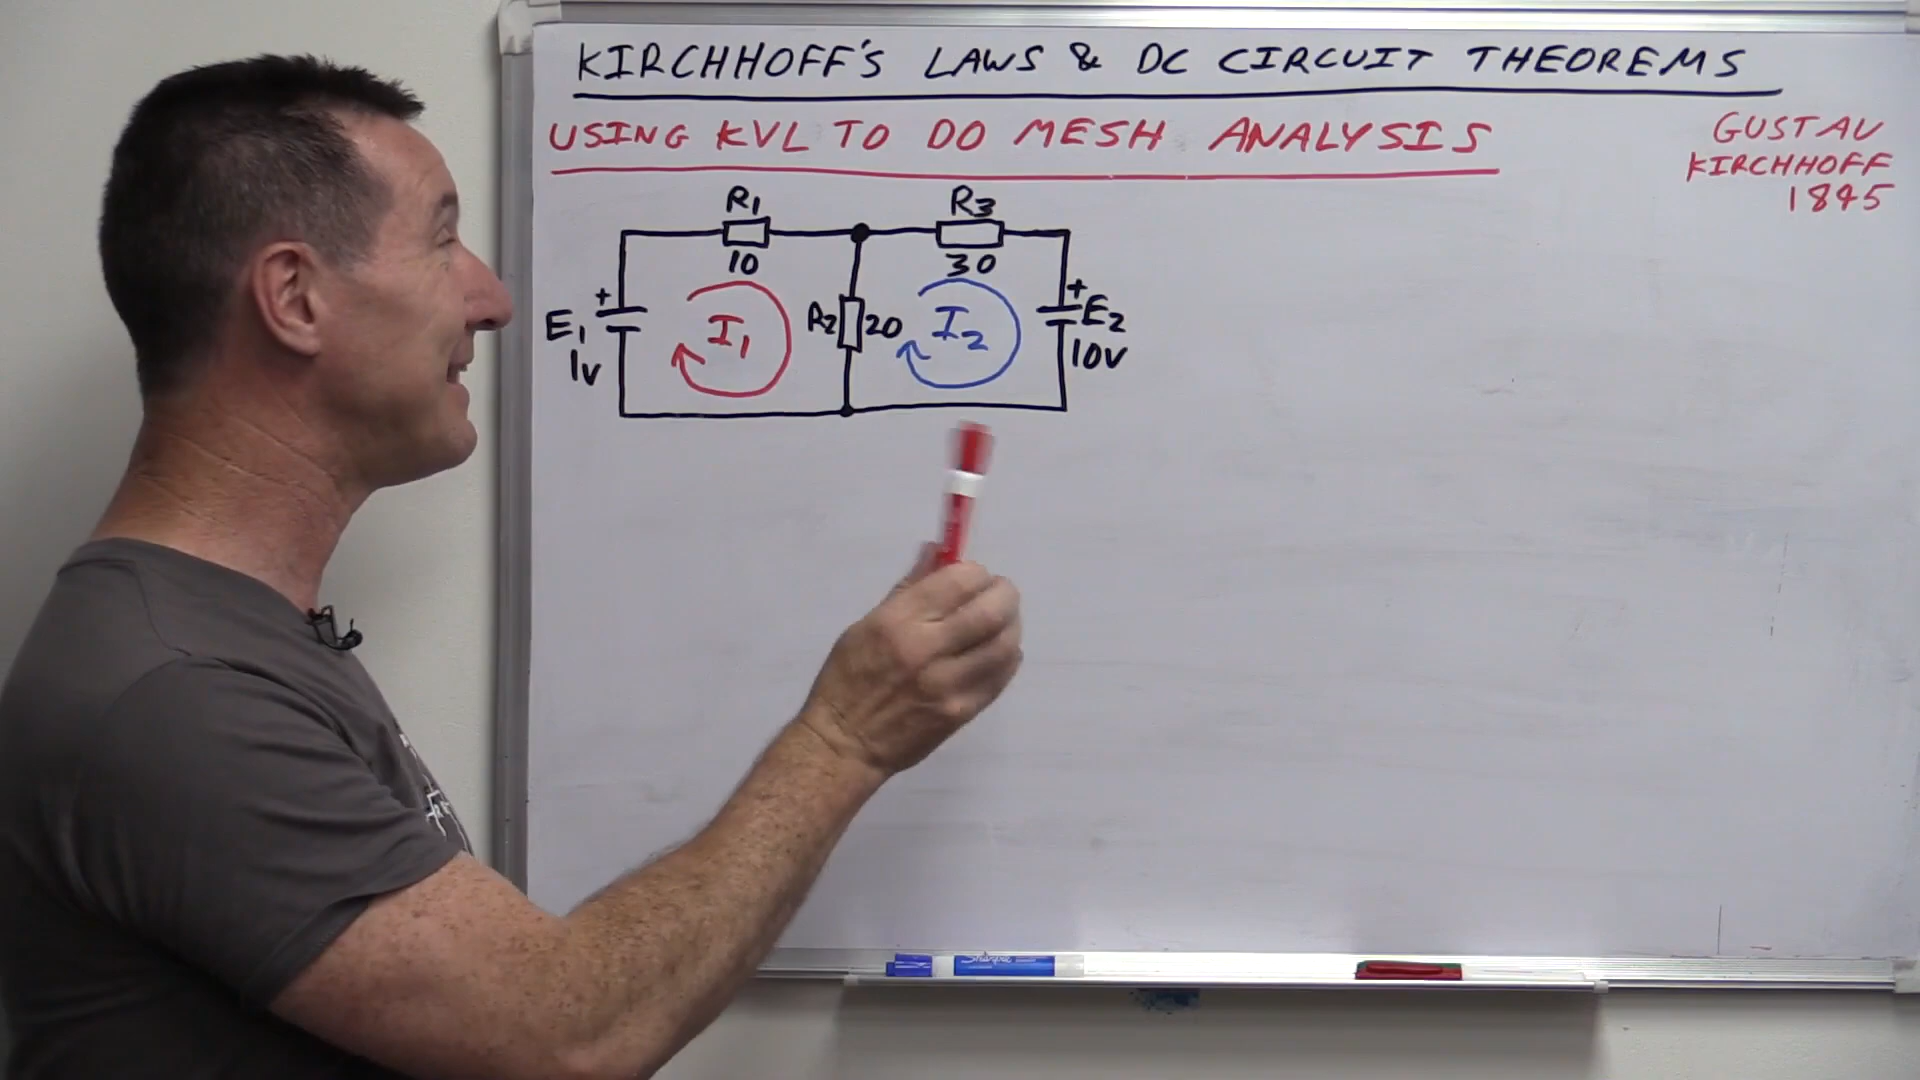 KIRCHHOFF'S LAWS & DC CIRCUIT THEOREMS
USING KVL TO DO MESH ANALYSIS
GUSTAV
KIRCHHOFF
1845
R1
10
R3
30
+
E1
1V
I1
R2
20
I2
+
E2
10V
Sharpie